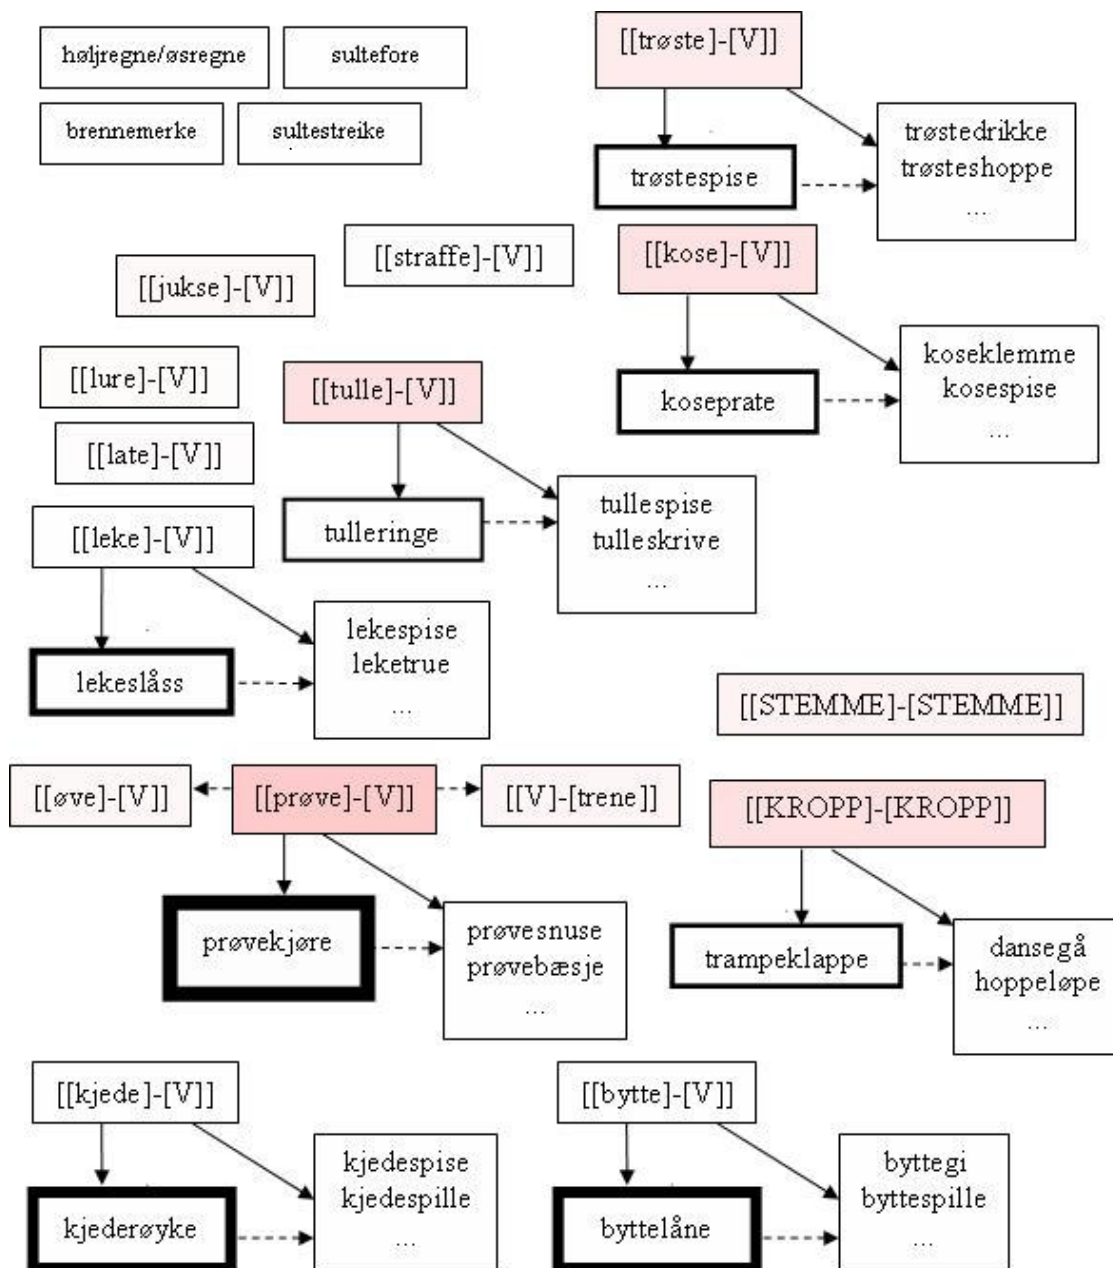 høljregne/øsregne
sultefore
brennemerke
sultestreike
[[trøste]-[V]]
trøstespise
trøstedrikke
trøsteshoppe
...
[[straffe]-[V]]
[[jukse]-[V]]
[[kose]-[V]]
koseprate
koseklemme
kosespise
...
[[lure]-[V]]
[[late]-[V]]
[[tulle]-[V]]
tulleringe
tullespise
tulleskrive
...
[[leke]-[V]]
lekeslåss
lekespise
leketrue
...
[[STEMME]-[STEMME]]
[[øve]-[V]]
[[prøve]-[V]]
[[V]-[trene]]
prøvekjøre
prøvesnuse
prøvebæsje
...
[[KROPP]-[KROPP]]
trampeklappe
dansegå
hoppeløpe
...
[[kjede]-[V]]
kjederøyke
kjedespise
kjedespille
...
[[bytte]-[V]]
byttelåne
byttegi
byttespille
...